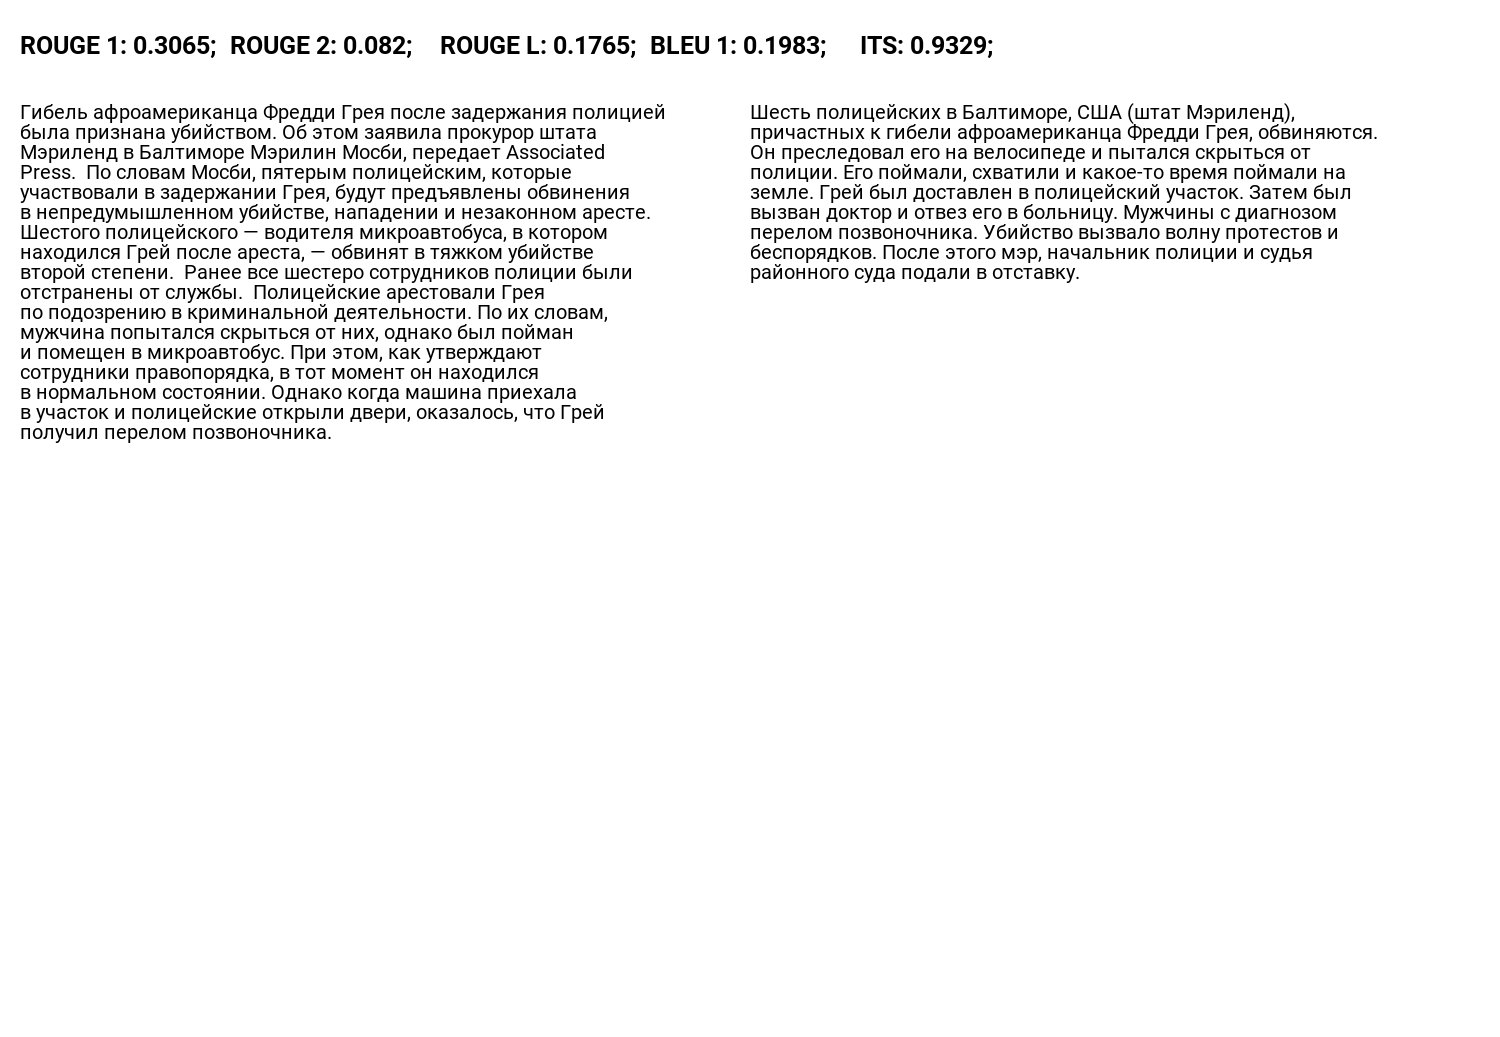 ROUGE 1: 0.3065; ROUGE 2: 0.082; ROUGE L: 0.1765; BLEU 1: 0.1983; ITS: 0.9329;
Гибель афроамериканца Фредди Грея после задержания полицией
была признана убийством. Об этом заявила прокурор штата
Мэриленд в Балтиморе Мэрилин Мосби, передает Associated
Press. По словам Мосби, пятерым полицейским, которые
участвовали в задержании Грея, будут предъявлены обвинения
в непредумышленном убийстве, нападении и незаконном аресте.
Шестого полицейского — водителя микроавтобуса, в котором
находился Грей после ареста, — обвинят в тяжком убийстве
второй степени. Ранее все шестеро сотрудников полиции были
отстранены от службы. Полицейские арестовали Грея
по подозрению в криминальной деятельности. По их словам,
мужчина попытался скрыться от них, однако был пойман
и помещен в микроавтобус. При этом, как утверждают
сотрудники правопорядка, в тот момент он находился
в нормальном состоянии. Однако когда машина приехала
в участок и полицейские открыли двери, оказалось, что Грей
получил перелом позвоночника.
Шесть полицейских в Балтиморе, США (штат Мэриленд),
причастных к гибели афроамериканца Фредди Грея, обвиняются.
Он преследовал его на велосипеде и пытался скрыться от
полиции. Его поймали, схватили и какое-то время поймали на
земле. Грей был доставлен в полицейский участок. Затем был
вызван доктор и отвез его в больницу. Мужчины с диагнозом
перелом позвоночника. Убийство вызвало волну протестов и
беспорядков. После этого мэр, начальник полиции и судья
районного суда подали в отставку.